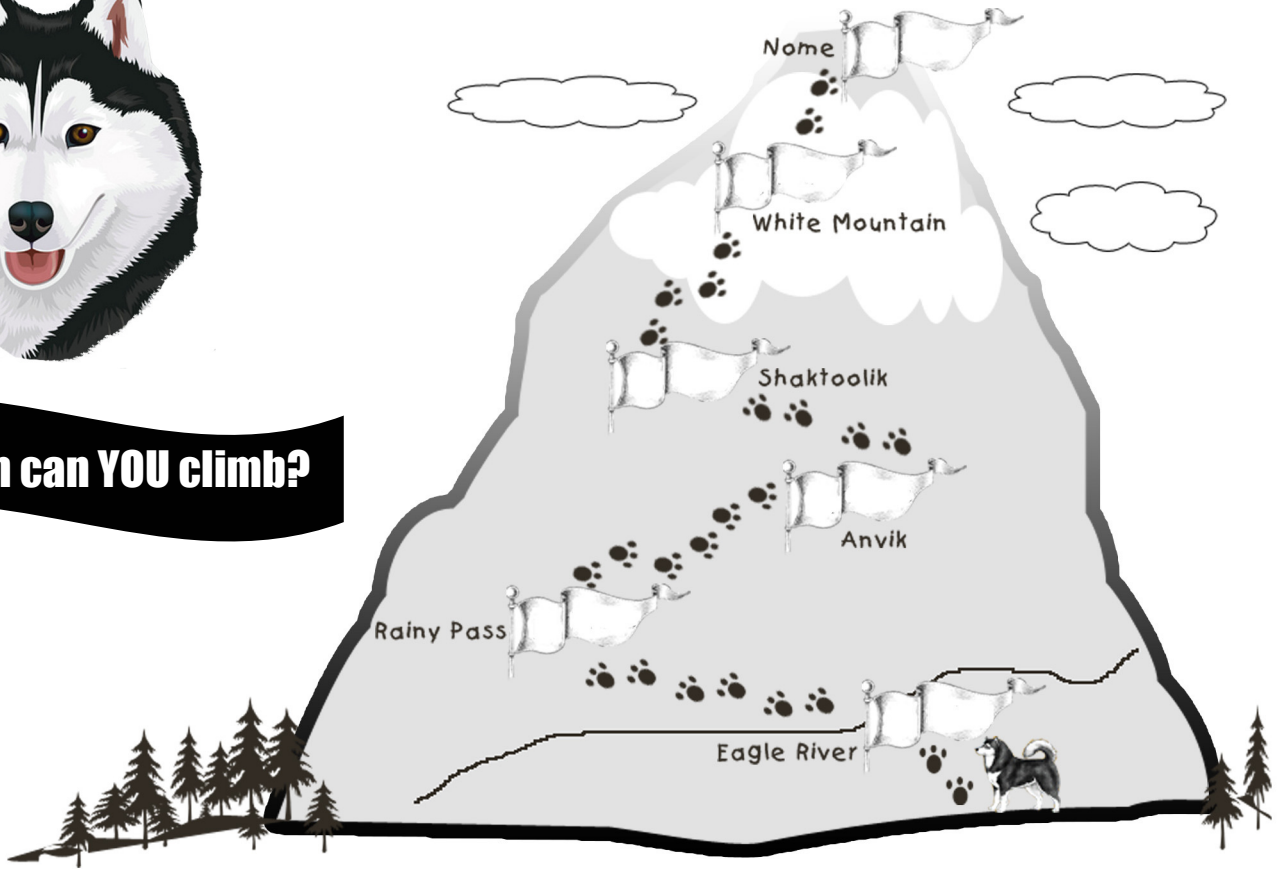 Nome
White Mountain
Shaktoolik
can YOU climb?
Anvik
Rainy Pass
Eagle River